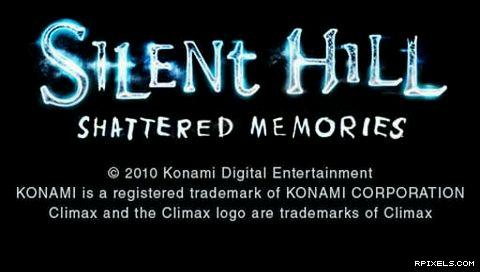 SILENT HILL
SHATTERED MEMORIES
© 2010 Konami Digital Entertainment
KONAMI is a registered trademark of KONAMI CORPORATION
Climax and the Climax logo are trademarks of Climax
RPIXELS.COM